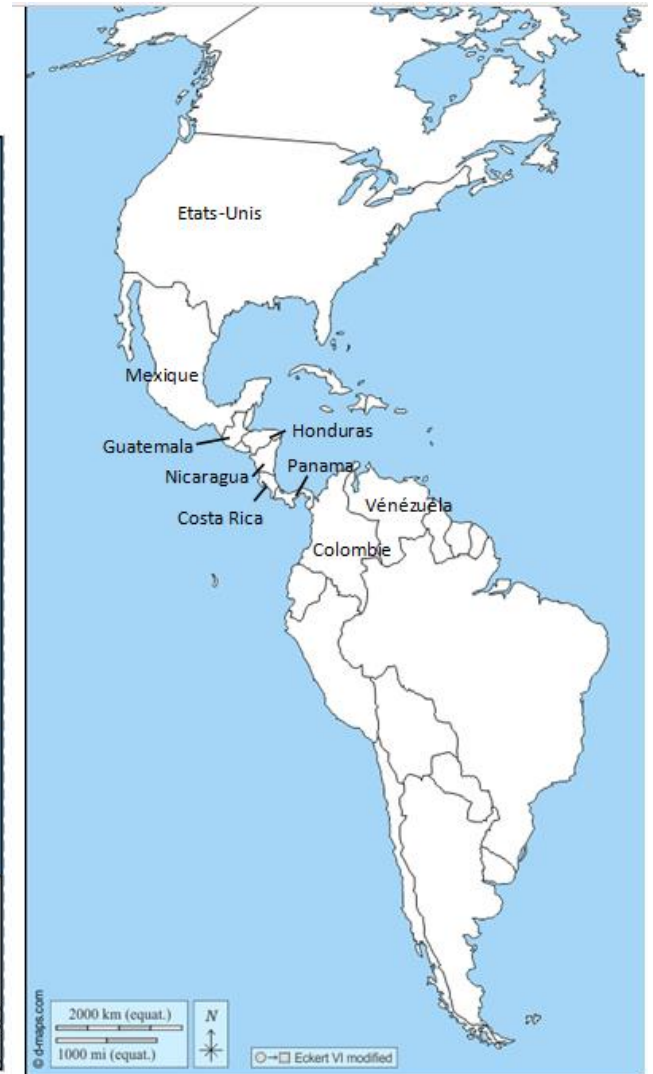 Etats-Unis
Mexique
Guatemala
Honduras
Nicaragua
Panama
Costa Rica
Vénézuéla
Colombie
2000 km (equat.)
1000 mi (equat.)
N
Eckert VI modified
© d-maps.com